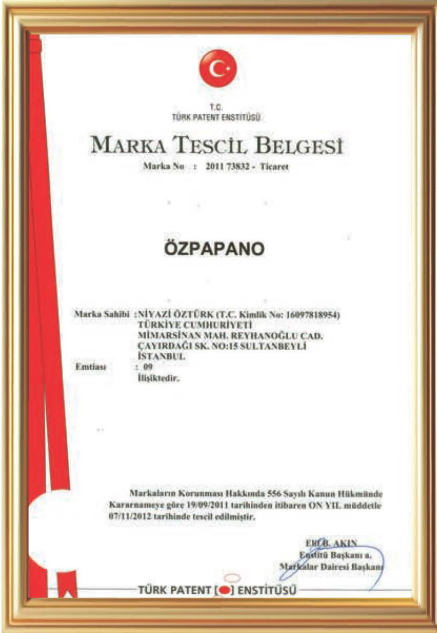 T.C.
TÜRK PATENT ENSTİTÜSÜ
MARKA TESCİL BELGESİ
Marka No : 2011 73832 - Ticaret
ÖZPAPANO
Marka Sahibi :NİYAZİ ÖZTÜRK (T.C. Kimlik No: 16097818954)
TÜRKİYE CUMHURİYETİ
MİMARSİNAN MAH. REYHANOĞLU CAD.
ÇAYIRDAĞI SK. NO:15 SULTANBEYLİ
İSTANBUL
Emtiası : 09
İlişiktedir.
Markaların Korunması Hakkında 556 Sayılı Kanun Hükmünde
Kararnameye göre 19/09/2011 tarihinden itibaren ON YIL müddetle
07/11/2012 tarihinde tescil edilmiştir.
AKIN
Enstitü Başkanı a.
Markalar Dairesi Başkanı
TÜRK PATENT [ ] ENSTİTÜSÜ